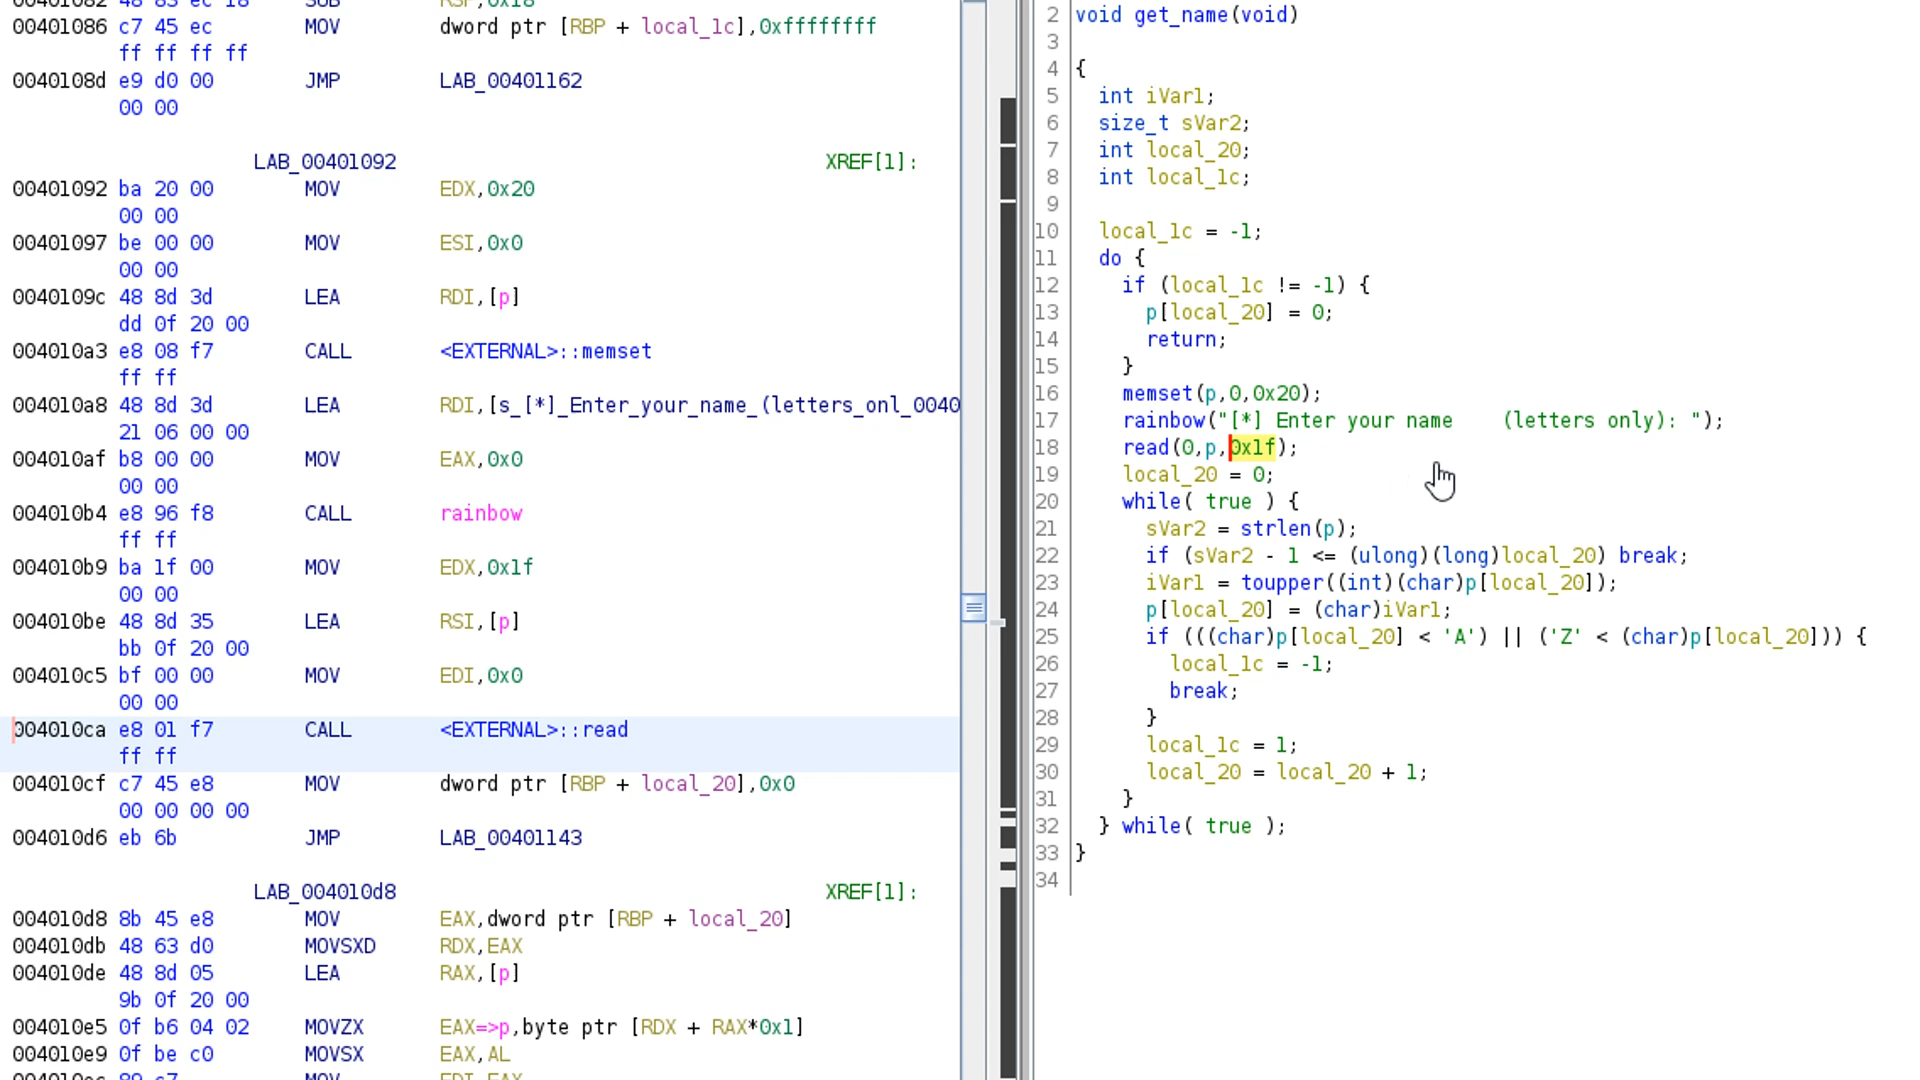 00401082 48 83 ec 18 SUB RSP,0x18
00401086 c7 45 ec MOV dword ptr [RBP + local_1c],0xffffffff
ff ff ff ff
0040108d e9 d0 00 JMP LAB_00401162
00 00
LAB_00401092 XREF[1]:
00401092 ba 20 00 MOV EDX,0x20
00 00
00401097 be 00 00 MOV ESI,0x0
00 00
0040109c 48 8d 3d LEA RDI,[p]
dd 0f 20 00
004010a3 e8 08 f7 CALL <EXTERNAL>::memset
ff ff
004010a8 48 8d 3d LEA RDI,[s_[*]_Enter_your_name_(letters_onl_0040
21 06 00 00
004010af b8 00 00 MOV EAX,0x0
00 00
004010b4 e8 96 f8 CALL rainbow
ff ff
004010b9 ba 1f 00 MOV EDX,0x1f
00 00
004010be 48 8d 35 LEA RSI,[p]
bb 0f 20 00
004010c5 bf 00 00 MOV EDI,0x0
00 00
004010ca e8 01 f7 CALL <EXTERNAL>::read
ff ff
004010cf c7 45 e8 MOV dword ptr [RBP + local_20],0x0
00 00 00 00
004010d6 eb 6b JMP LAB_00401143
LAB_004010d8 XREF[1]:
004010d8 8b 45 e8 MOV EAX,dword ptr [RBP + local_20]
004010db 48 63 d0 MOVSXD RDX,EAX
004010de 48 8d 05 LEA RAX,[p]
9b 0f 20 00
004010e5 0f b6 04 02 MOVZX EAX=>p,byte ptr [RDX + RAX*0x1]
004010e9 0f be c0 MOVSX EAX,AL
004010ec 89 c7 MOV EDI,EAX
2 void get_name(void)
3
4 {
5 int iVar1;
6 size_t sVar2;
7 int local_20;
8 int local_1c;
9
10 local_1c = -1;
11 do {
12 if (local_1c != -1) {
13 p[local_20] = 0;
14 return;
15 }
16 memset(p,0,0x20);
17 rainbow("[*] Enter your name    (letters only): ");
18 read(0,p,0x1f);
19 local_20 = 0;
20 while( true ) {
21 sVar2 = strlen(p);
22 if (sVar2 - 1 <= (ulong)(long)local_20) break;
23 iVar1 = toupper((int)(char)p[local_20]);
24 p[local_20] = (char)iVar1;
25 if (((char)p[local_20] < 'A') || ('Z' < (char)p[local_20])) {
26 local_1c = -1;
27 break;
28 }
29 local_1c = 1;
30 local_20 = local_20 + 1;
31 }
32 } while( true );
33 }
34